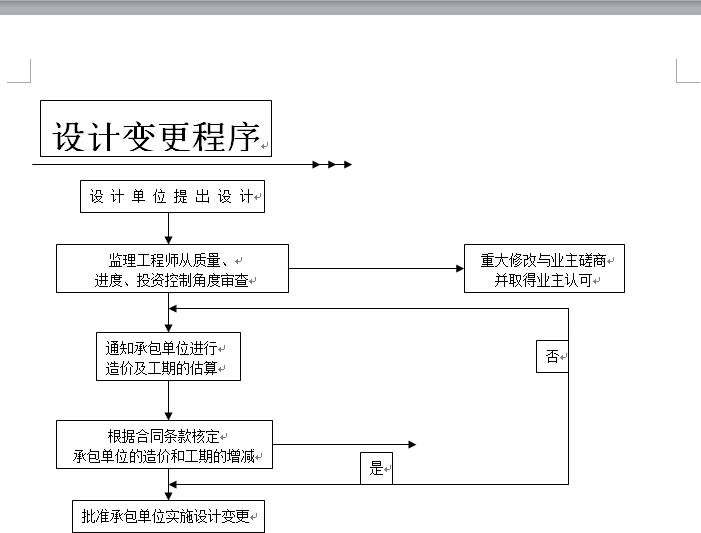 设计变更程序
设计单位提出设计
监理工程师从质量、
进度、投资控制角度审查
重大修改与业主磋商
并取得业主认可
通知承包单位进行
造价及工期的估算
否
根据合同条款核定
承包单位的造价和工期的增减
是
批准承包单位实施设计变更